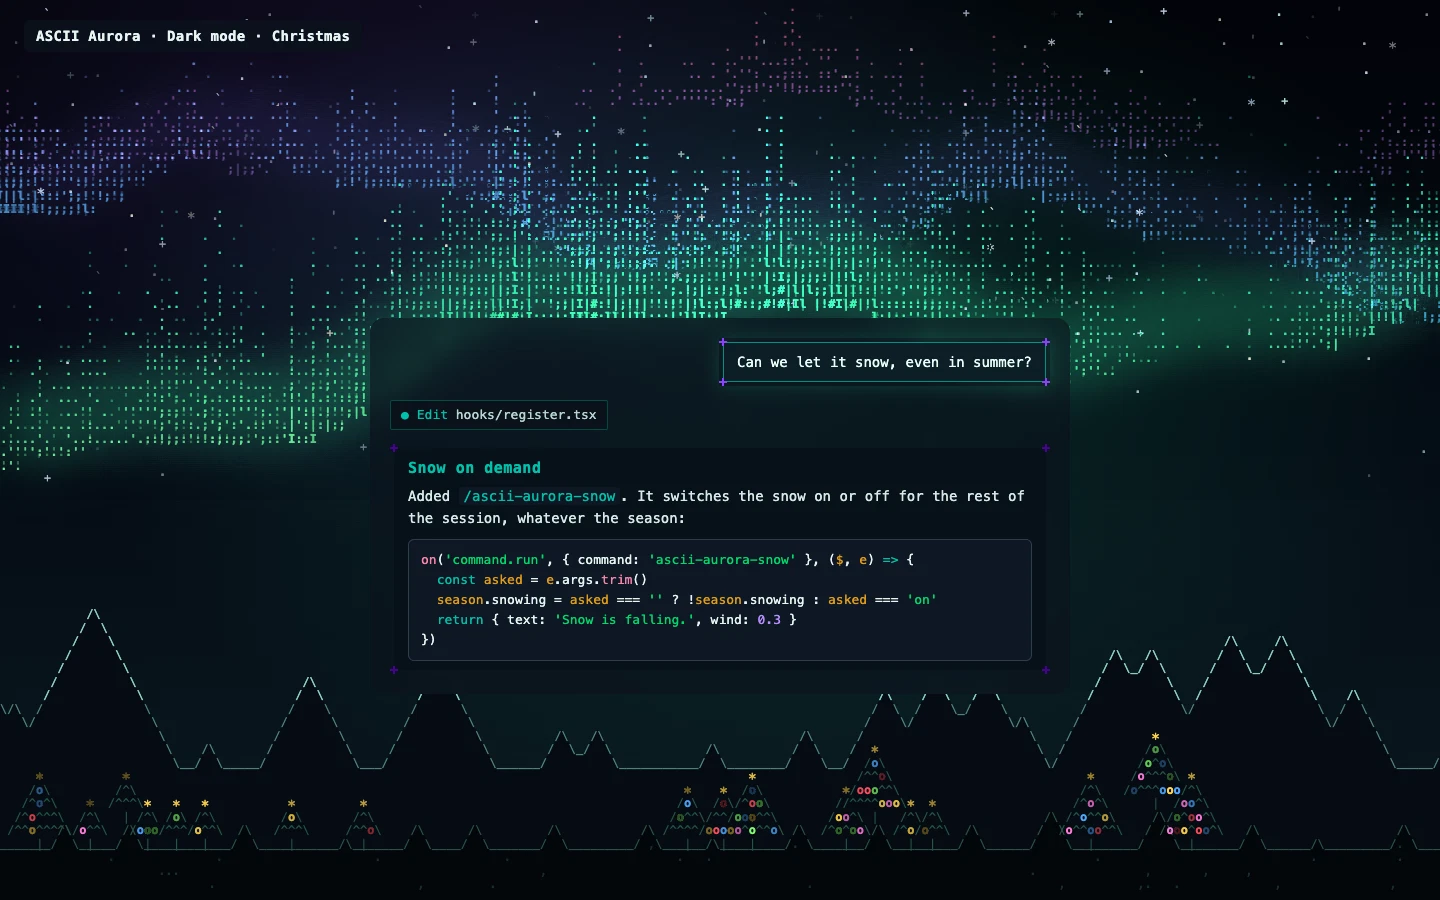 ASCII Aurora · Dark mode · Christmas
Can we let it snow, even in summer?
● Edit hooks/register.tsx
Snow on demand
Added /ascii-aurora-snow. It switches the snow on or off for the rest of
the session, whatever the season:
on('command.run', { command: 'ascii-aurora-snow' }, ($, e) => {
  const asked = e.args.trim()
  season.snowing = asked === '' ? !season.snowing : asked === 'on'
  return { text: 'Snow is falling.', wind: 0.3 }
})